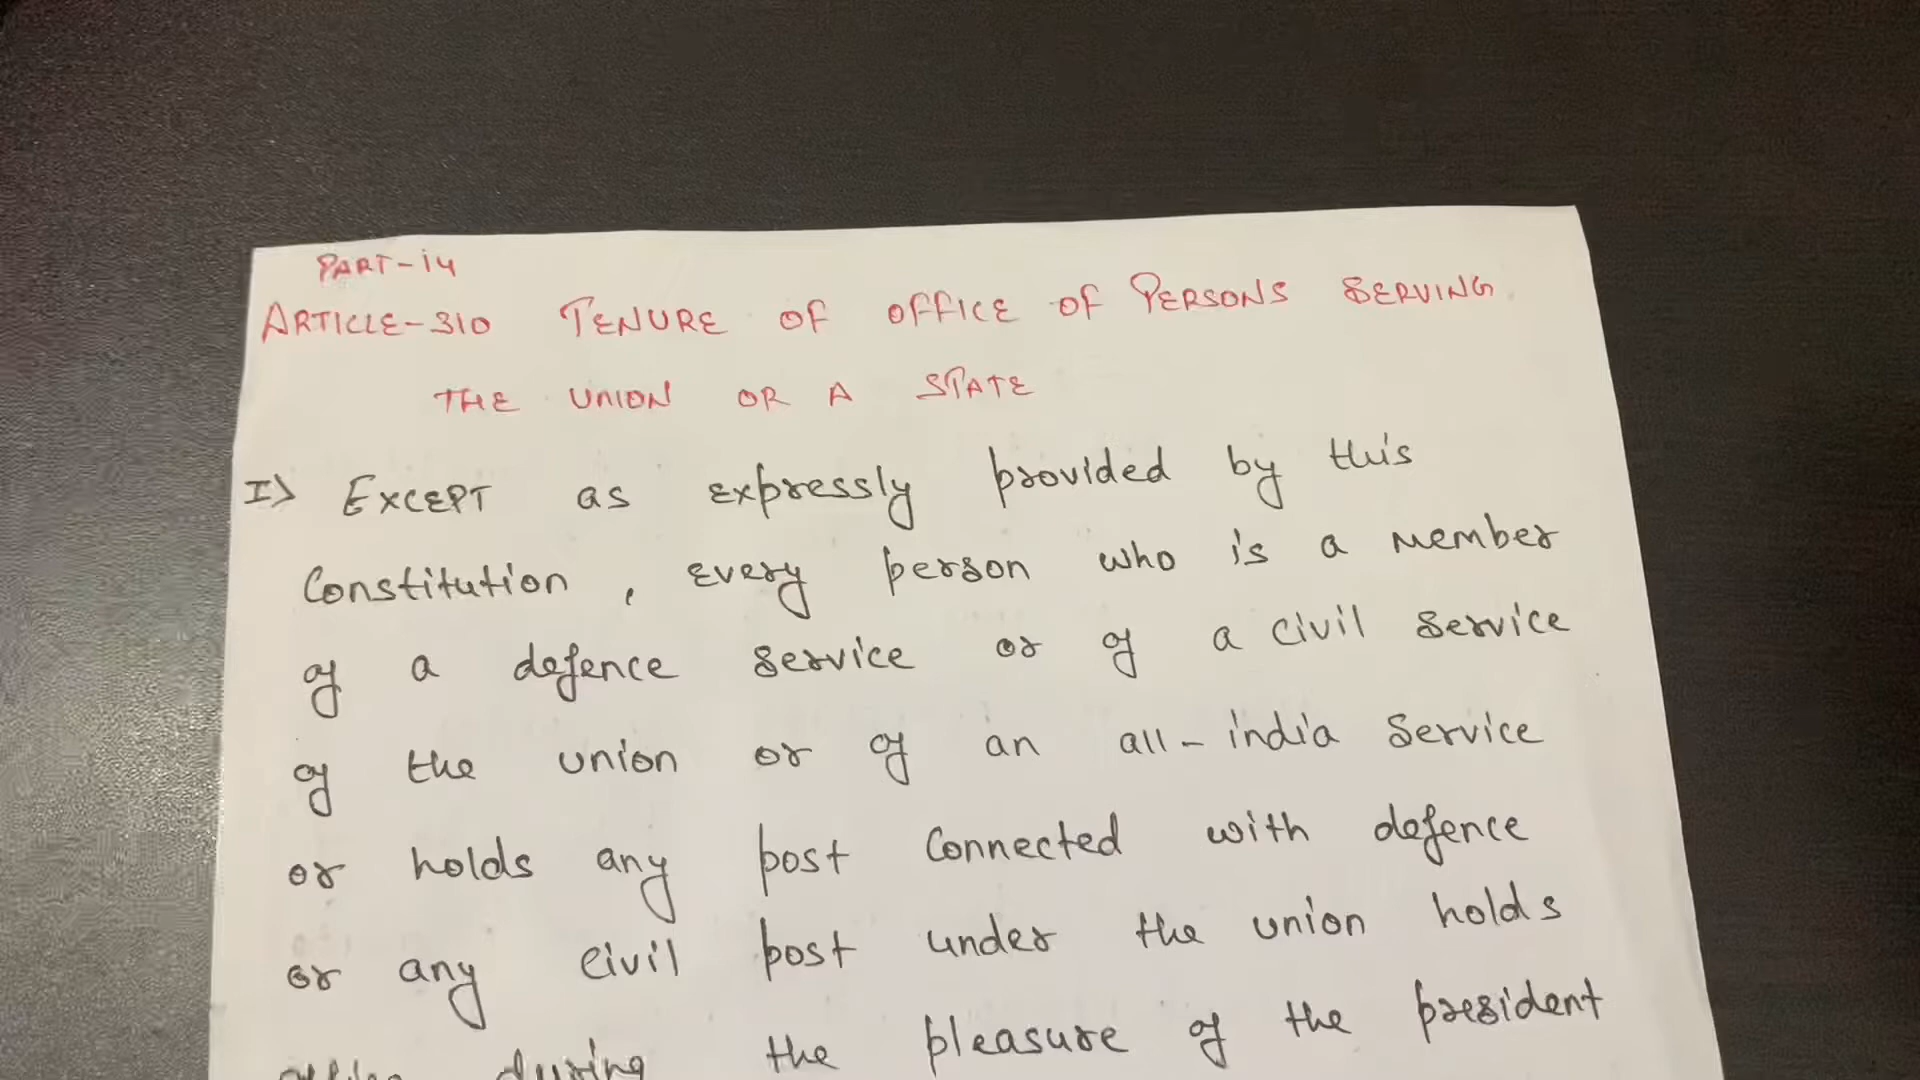 PART-14
ARTICLE-310 TENURE OF OFFICE OF PERSONS SERVING
THE UNION OR A STATE
I) EXCEPT as expressly provided by this
Constitution, every person who is a member
of a defence service or of a civil service
of the union or of an all-india service
or holds any post connected with defence
or any civil post under the union holds
office during the pleasure of the president